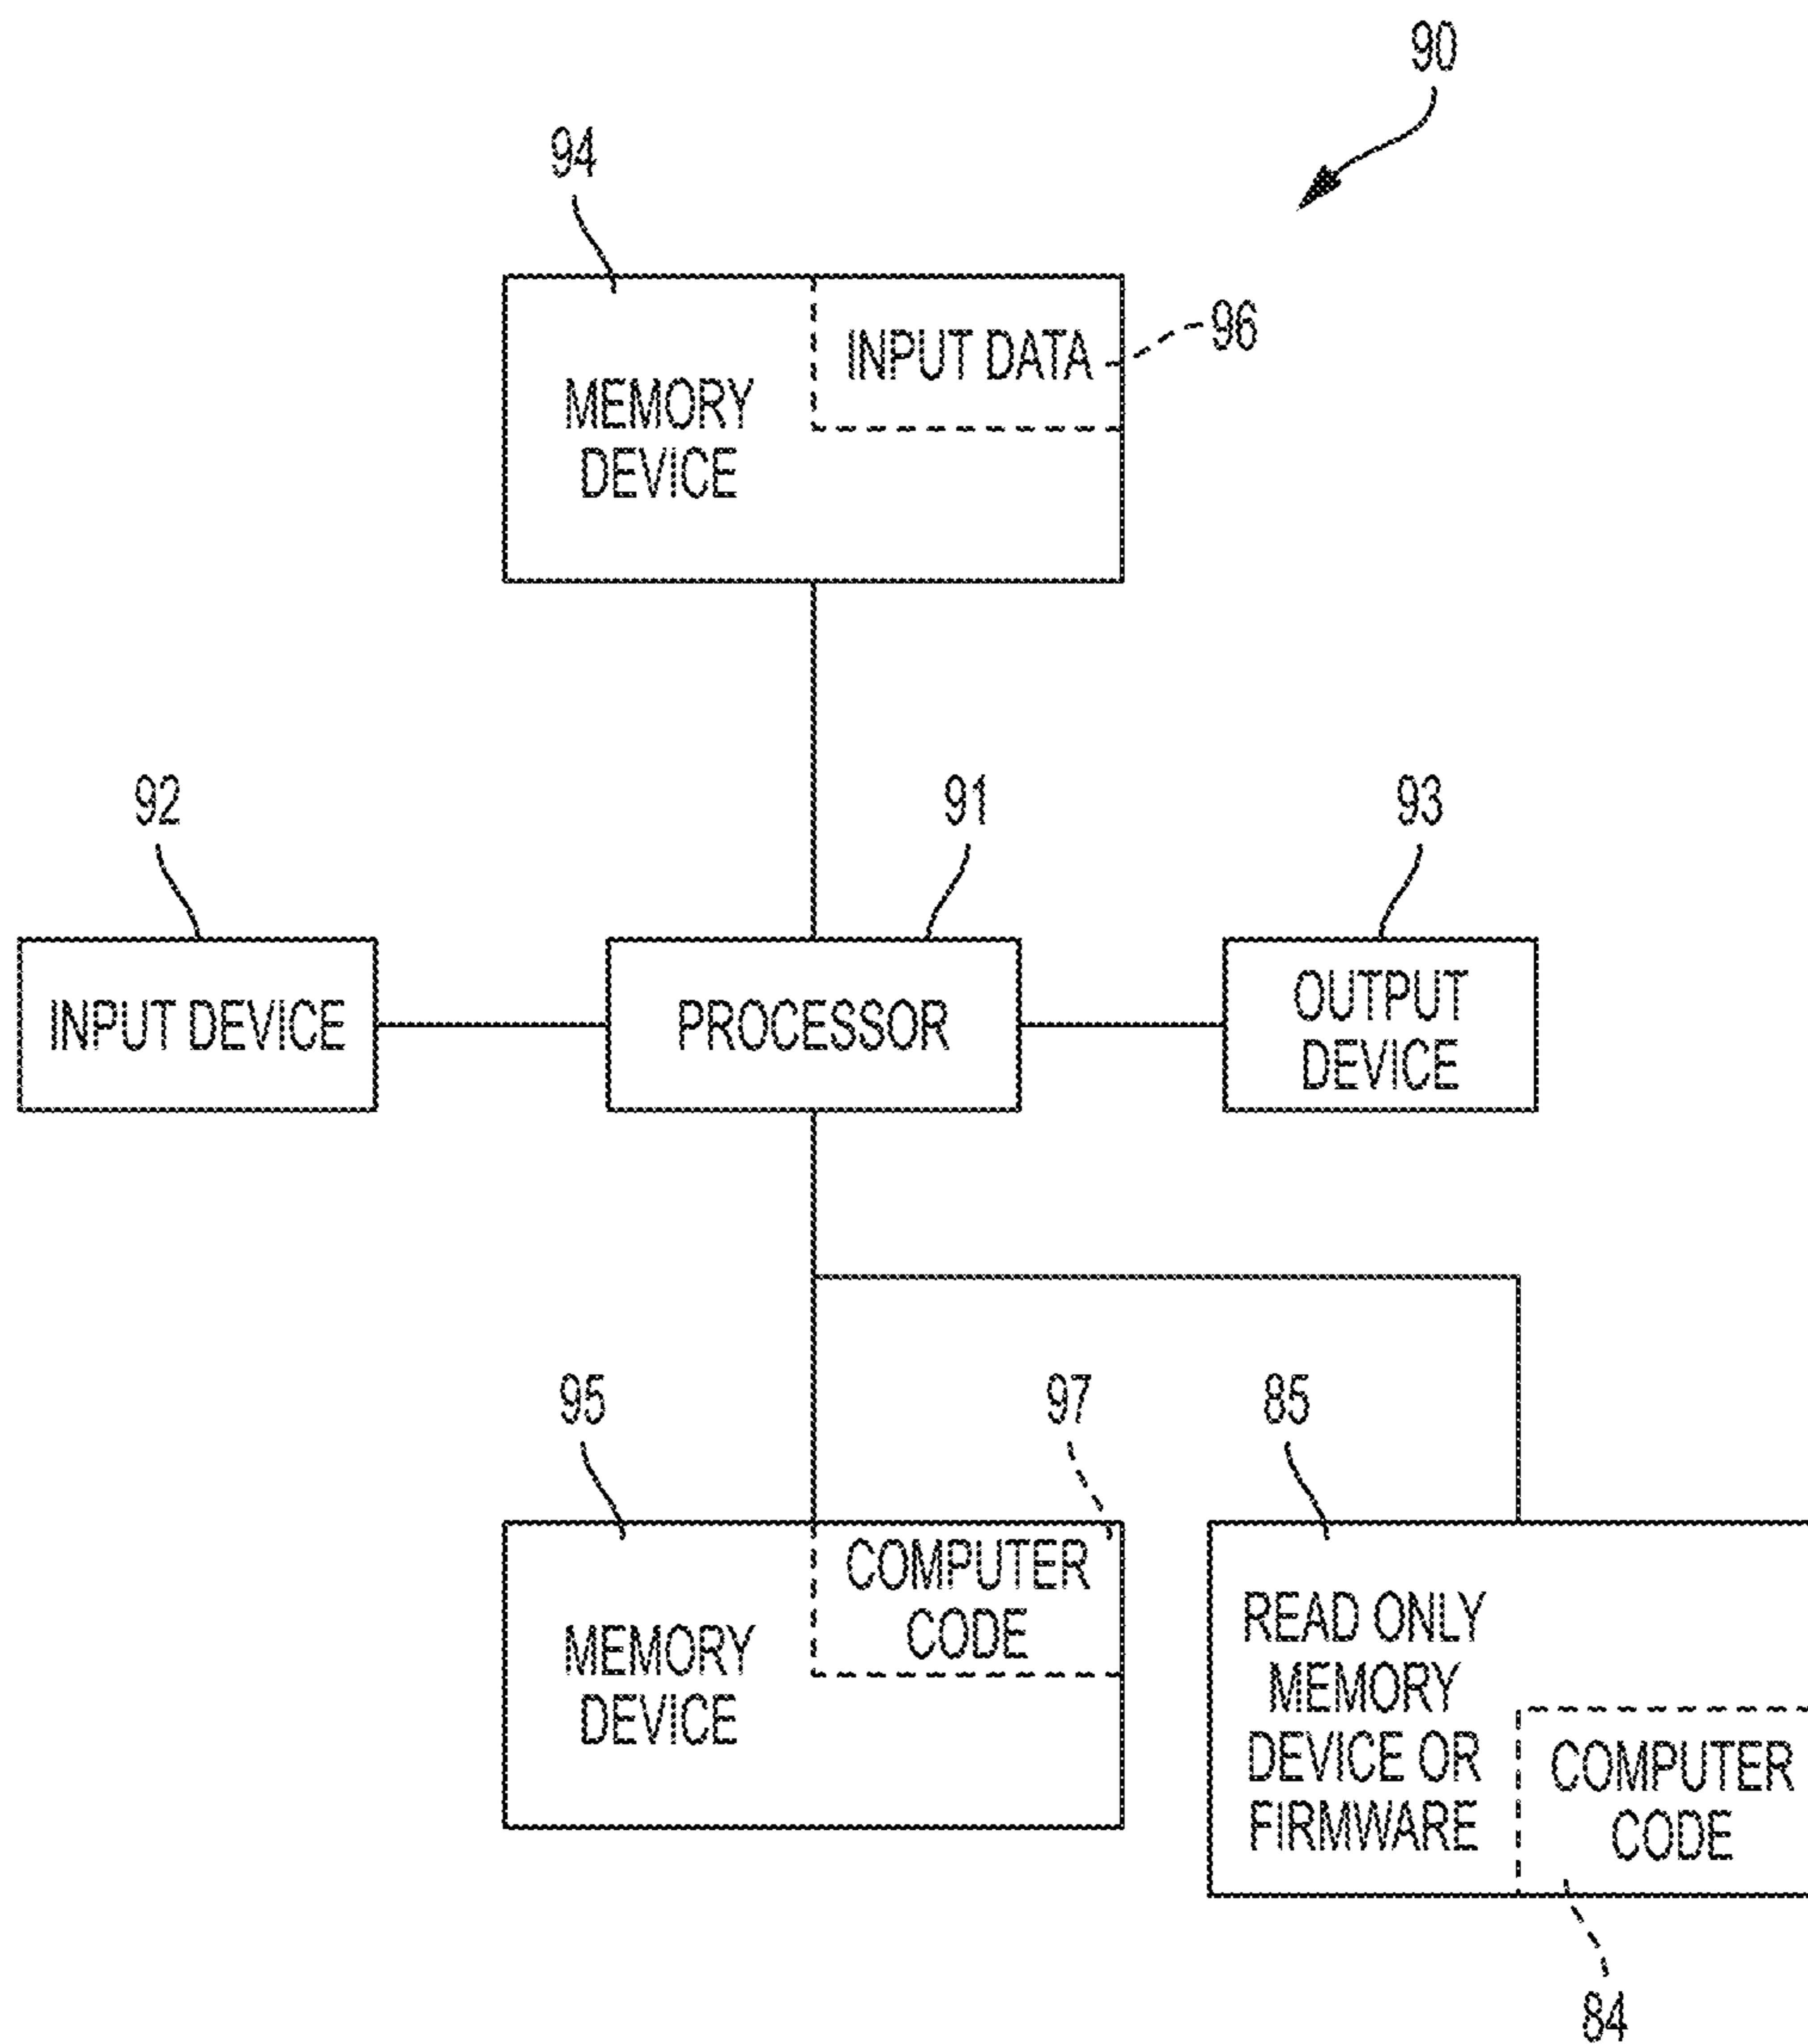 90
94
INPUT DATA
96
MEMORY
DEVICE
92
91
93
INPUT DEVICE
PROCESSOR
OUTPUT
DEVICE
95
97
85
COMPUTER
CODE
MEMORY
DEVICE
READ ONLY
MEMORY
DEVICE OR
FIRMWARE
COMPUTER
CODE
84